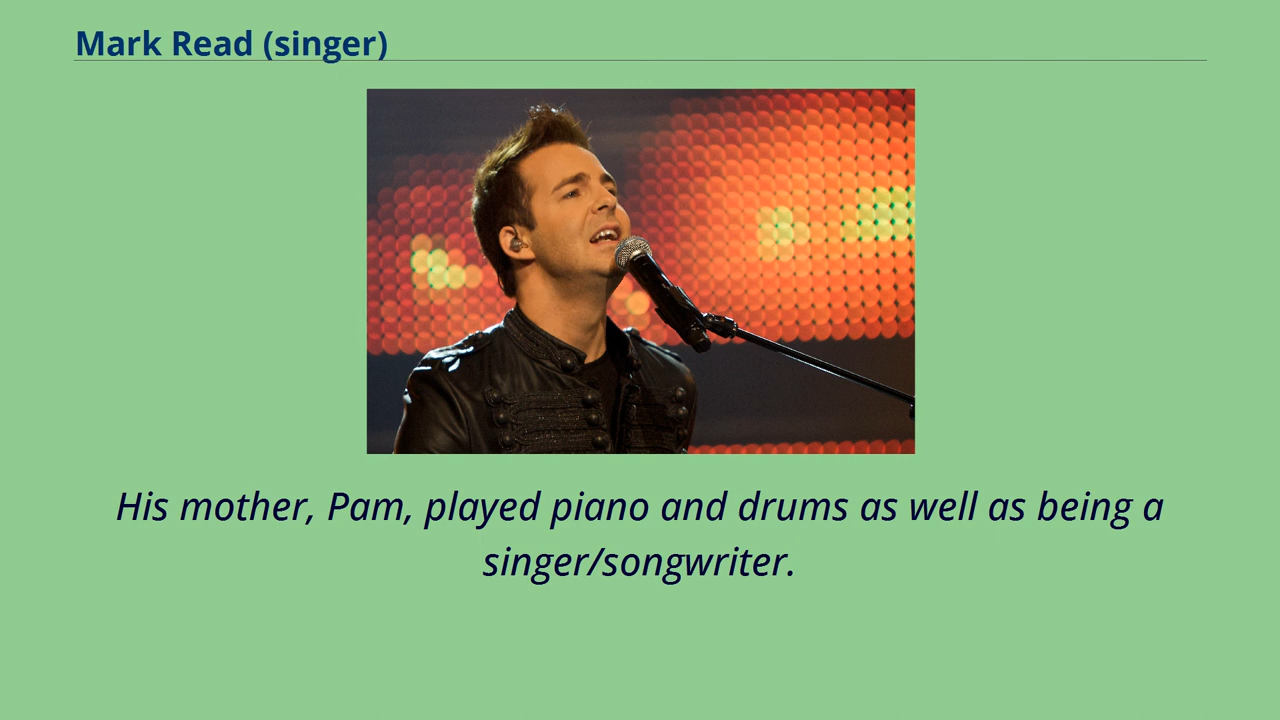 Mark Read (singer)
His mother, Pam, played piano and drums as well as being a
singer/songwriter.